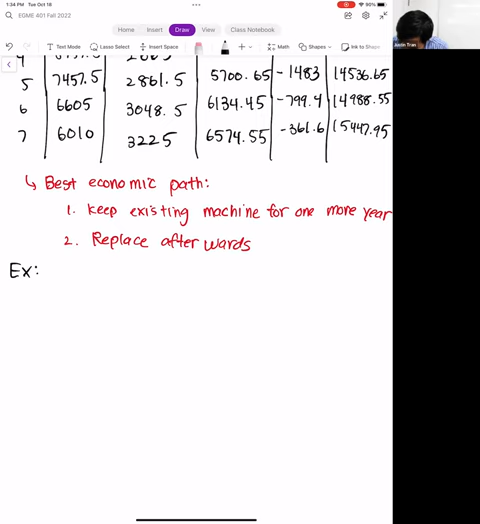 1:34 PM Tue Oct 18
90%
EGME 401 Fall 2022
Home Insert Draw View Class Notebook
Text Mode Lasso Select Insert Space Math Shapes Ink to Shape
Justin Tran
5 7457.5 2861.5 5700.65 -1483 14536.65
6 6605 3048.5 6134.45 -799.4 14988.55
7 6010 3225 6574.55 -361.6 15447.95
↳ Best economic path:
1. Keep existing machine for one more year
2. Replace after wards
Ex: